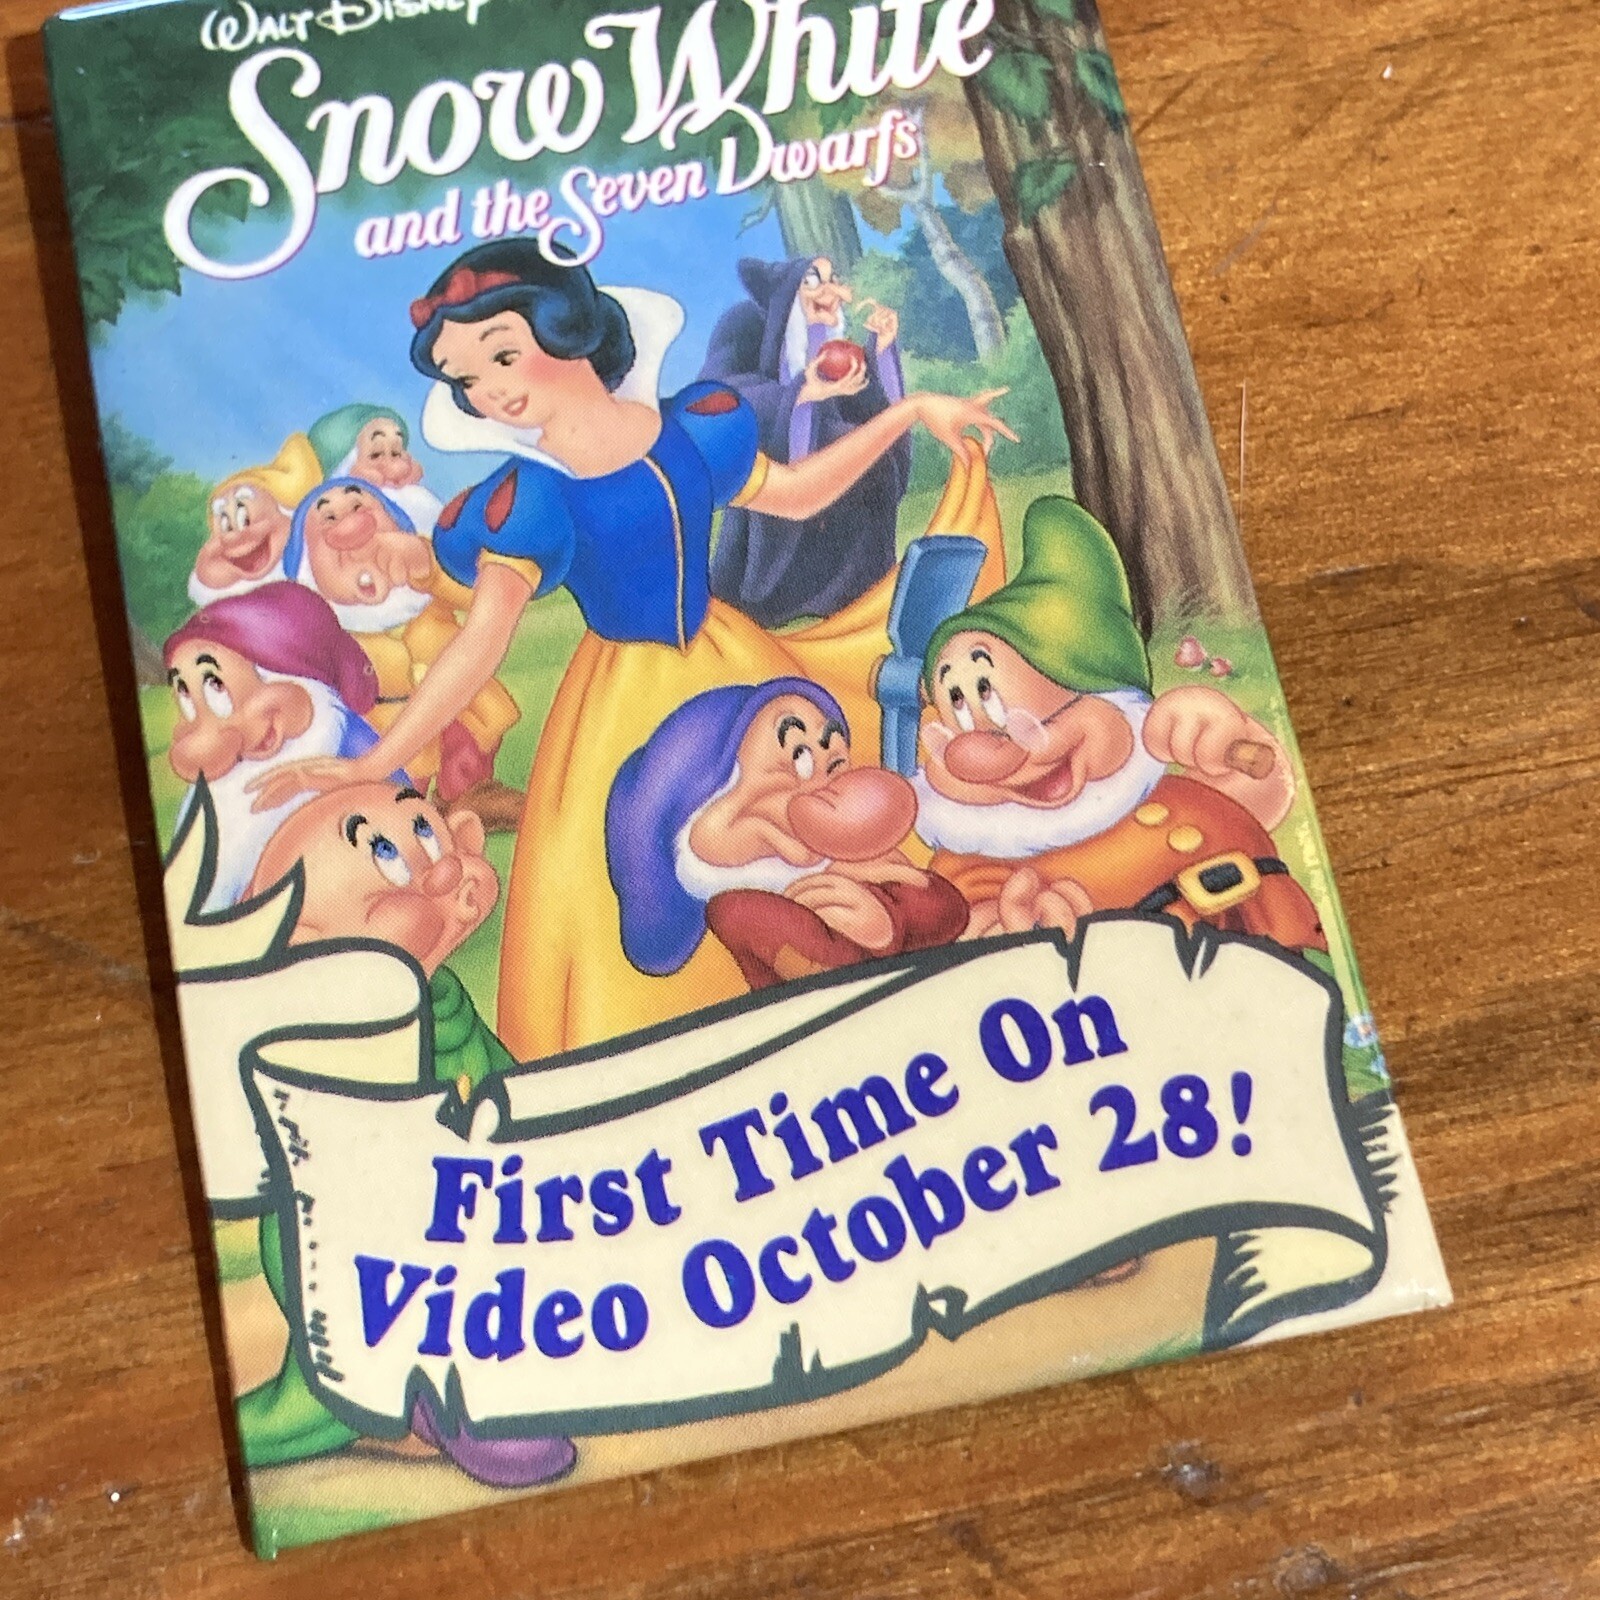 Walt Disney
Snow White
and the Seven Dwarfs
First Time On
Video October 28!